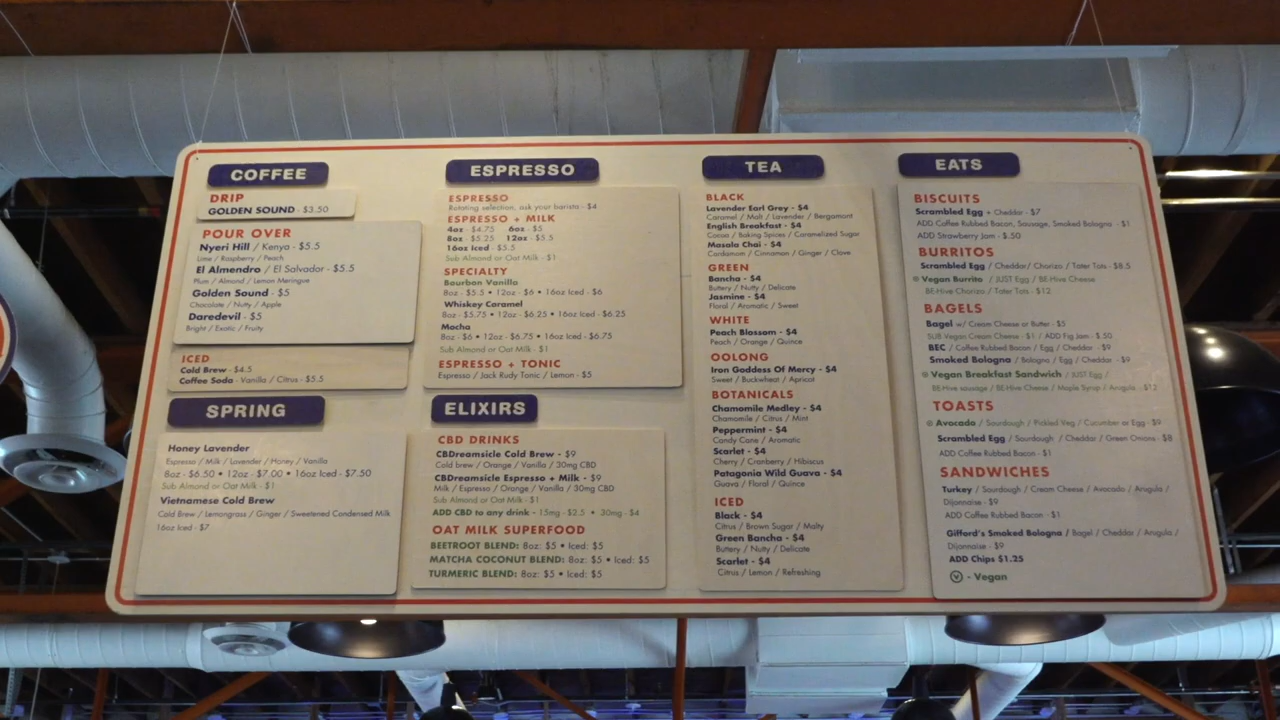 COFFEE
DRIP
GOLDEN SOUND - $3.50
POUR OVER
Nyeri Hill / Kenya - $5.5
Lime / Raspberry / Peach
El Almendro / El Salvador - $5.5
Plum / Almond / Lemon Meringue
Golden Sound - $5
Chocolate / Nutty / Apple
Daredevil - $5
Bright / Exotic / Fruity
ICED
Cold Brew - $4.5
Coffee Soda - Vanilla / Citrus - $5.5
SPRING
Honey Lavender
Espresso / Milk / Lavender / Honey / Vanilla
8oz - $6.50 • 12oz - $7.00 • 16oz Iced - $7.50
Sub Almond or Oat Milk - $1
Vietnamese Cold Brew
Cold Brew / Lemongrass / Ginger / Sweetened Condensed Milk
16oz Iced - $7
ESPRESSO
ESPRESSO
Rotating selection, ask your barista - $4
ESPRESSO + MILK
4oz - $4.75 6oz - $5
8oz - $5.25 12oz - $5.5
16oz Iced - $5.5
Sub Almond or Oat Milk - $1
SPECIALTY
Bourbon Vanilla
8oz - $5.5 • 12oz - $6 • 16oz Iced - $6
Whiskey Caramel
8oz - $5.75 • 12oz - $6.25 • 16oz Iced - $6.25
Mocha
8oz - $6 • 12oz - $6.75 • 16oz Iced - $6.75
Sub Almond or Oat Milk - $1
ESPRESSO + TONIC
Espresso / Jack Rudy Tonic / Lemon - $5
ELIXIRS
CBD DRINKS
CBDreamsicle Cold Brew - $9
Cold brew / Orange / Vanilla / 30mg CBD
CBDreamsicle Espresso + Milk - $9
Milk / Espresso / Orange / Vanilla / 30mg CBD
Sub Almond or Oat Milk - $1
ADD CBD to any drink - 15mg - $2.5 • 30mg - $4
OAT MILK SUPERFOOD
BEETROOT BLEND: 8oz: $5 • Iced: $5
MATCHA COCONUT BLEND: 8oz: $5 • Iced: $5
TURMERIC BLEND: 8oz: $5 • Iced: $5
TEA
BLACK
Lavender Earl Grey - $4
Caramel / Malt / Lavender / Bergamont
English Breakfast - $4
Cocoa / Baking Spices / Caramelized Sugar
Masala Chai - $4
Cardamom / Cinnamon / Ginger / Clove
GREEN
Bancha - $4
Buttery / Nutty / Delicate
Jasmine - $4
Floral / Aromatic / Sweet
WHITE
Peach Blossom - $4
Peach / Orange / Quince
OOLONG
Iron Goddess Of Mercy - $4
Sweet / Buckwheat / Apricot
BOTANICALS
Chamomile Medley - $4
Chamomile / Citrus / Mint
Peppermint - $4
Candy Cane / Aromatic
Scarlet - $4
Cherry / Cranberry / Hibiscus
Patagonia Wild Guava - $4
Guava / Floral / Quince
ICED
Black - $4
Citrus / Brown Sugar / Malty
Green Bancha - $4
Buttery / Nutty / Delicate
Scarlet - $4
Citrus / Lemon / Refreshing
EATS
BISCUITS
Scrambled Egg + Cheddar - $7
ADD Coffee Rubbed Bacon, Sausage, Smoked Bologna - $1
ADD Strawberry Jam - $.50
BURRITOS
Scrambled Egg / Cheddar/ Chorizo / Tater Tots - $8.5
Vegan Burrito / JUST Egg / BE-Hive Cheese
BE-Hive Chorizo / Tater Tots - $12
BAGELS
Bagel w/ Cream Cheese or Butter - $5
SUB Vegan Cream Cheese - $1 / ADD Fig Jam - $.50
BEC / Coffee Rubbed Bacon / Egg / Cheddar - $9
Smoked Bologna / Bologna / Egg / Cheddar - $9
Vegan Breakfast Sandwich / JUST Egg /
BE-Hive sausage / BE-Hive Cheese / Maple Syrup / Arugula - $12
TOASTS
Avocado / Sourdough / Pickled Veg / Cucumber or Egg - $9
Scrambled Egg / Sourdough / Cheddar / Green Onions - $8
ADD Coffee Rubbed Bacon - $1
SANDWICHES
Turkey / Sourdough / Cream Cheese / Avocado / Arugula /
Dijonnaise - $9
ADD Coffee Rubbed Bacon - $1
Gifford's Smoked Bologna / Bagel / Cheddar / Arugula /
Dijonnaise - $9
ADD Chips $1.25
V - Vegan